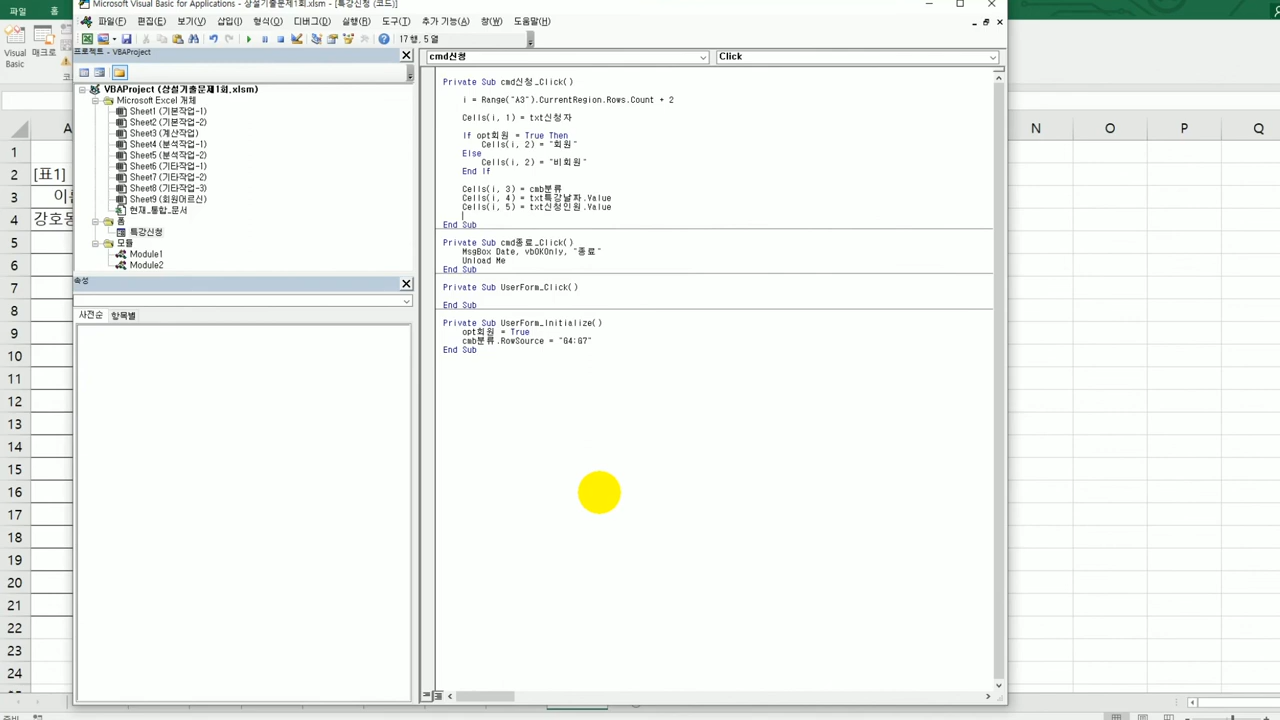 파일
홈
Visual
Basic
매크로
Microsoft Visual Basic for Applications - 상설기출문제1회.xlsm - [특강신청 (코드)]
파일(F) 편집(E) 보기(V) 삽입(I) 형식(O) 디버그(D) 실행(R) 도구(T) 추가 기능(A) 창(W) 도움말(H)
17행, 5열
프로젝트 - VBAProject
VBAProject (상설기출문제1회.xlsm)
Microsoft Excel 개체
Sheet1 (기본작업-1)
Sheet2 (기본작업-2)
Sheet3 (계산작업)
Sheet4 (분석작업-1)
Sheet5 (분석작업-2)
Sheet6 (기타작업-1)
Sheet7 (기타작업-2)
Sheet8 (기타작업-3)
Sheet9 (회원머르신)
현재_통합_문서
폼
특강신청
모듈
Module1
Module2
속성
사전순 항목별
cmd신청 Click
Private Sub cmd신청_Click()
i = Range("A3").CurrentRegion.Rows.Count + 2
Cells(i, 1) = txt신청자
If opt회원 = True Then
Cells(i, 2) = "회원"
Else
Cells(i, 2) = "비회원"
End If
Cells(i, 3) = cmb분류
Cells(i, 4) = txt특강날짜.Value
Cells(i, 5) = txt신청인원.Value
End Sub
Private Sub cmd종료_Click()
MsgBox Date, vbOKOnly, "종료"
Unload Me
End Sub
Private Sub UserForm_Click()
End Sub
Private Sub UserForm_Initialize()
opt회원 = True
cmb분류.RowSource = "G4:G7"
End Sub
A N O P Q
1
2 [표1]
3
4 강호동
5
6
7
8
9
10
11
12
13
14
15
16
17
18
19
20
21
22
23
24